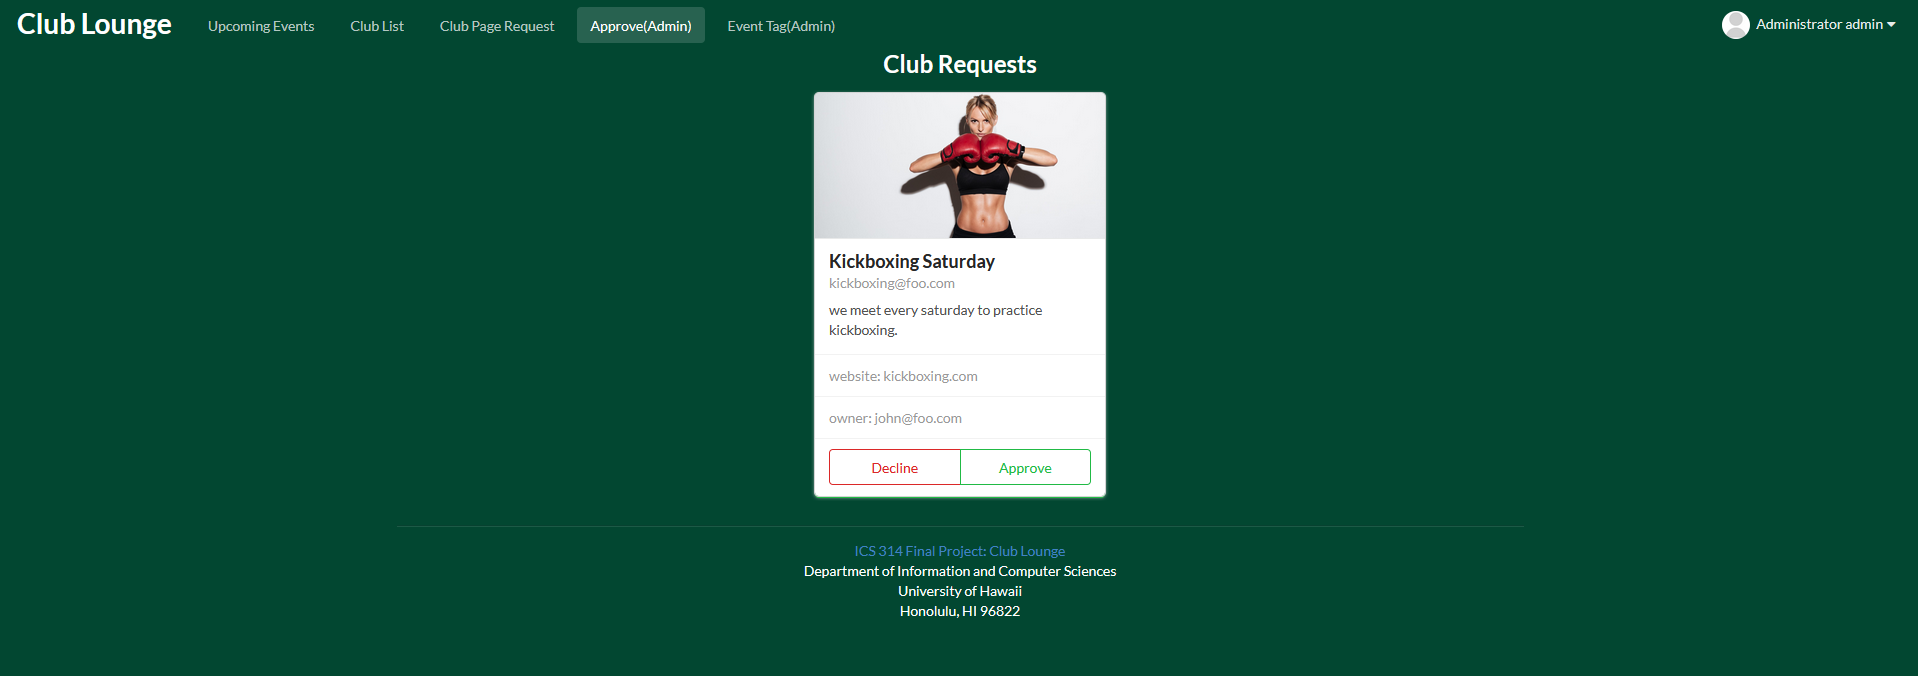 Club Lounge
Upcoming Events
Club List
Club Page Request
Approve(Admin)
Event Tag(Admin)
Administrator admin
Club Requests
Kickboxing Saturday
kickboxing@foo.com
we meet every saturday to practice
kickboxing.
website: kickboxing.com
owner: john@foo.com
Decline
Approve
ICS 314 Final Project: Club Lounge
Department of Information and Computer Sciences
University of Hawaii
Honolulu, HI 96822